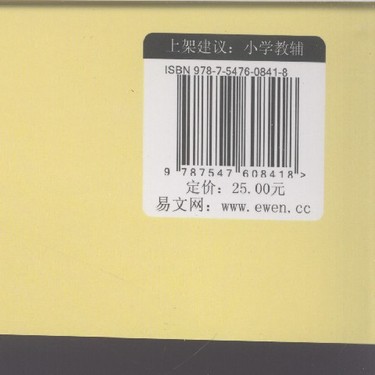 上架建议：小学教辅
ISBN 978-7-5476-0841-8
9 787547 608418 >
定价：25.00元
易文网：www.ewen.cc